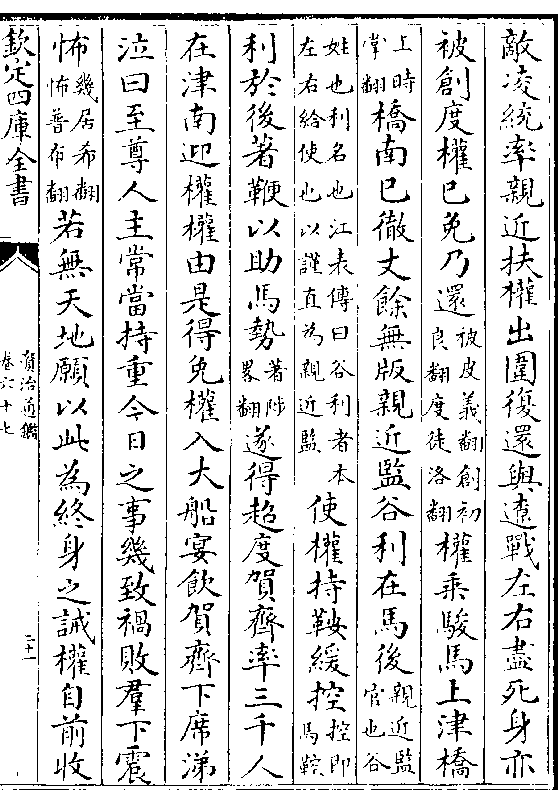 敵凌統率親近扶權出圍復還與遼戰左右盡死身亦
被創度權已免乃還被皮義翻創初良翻度徒洛翻權乘駿馬上津橋
上時掌翻橋南已徹丈餘無版親近監谷利在馬後親近監官也谷
姓也利名也江表傳曰谷利者本左右給使也以謹直為親近監使權持鞍緩控控即馬鞚
利於後著鞭以助馬勢著陟畧翻遂得超度賀齊率三千人
在津南迎權權由是得免權入大船宴飲賀齊下席涕
泣曰至尊人主常當持重今日之事幾致禍敗羣下震
怖幾居希翻怖普布翻若無天地願以此為終身之誡權自前收
欽定四庫全書
資治通鑑
卷六十七
二十一